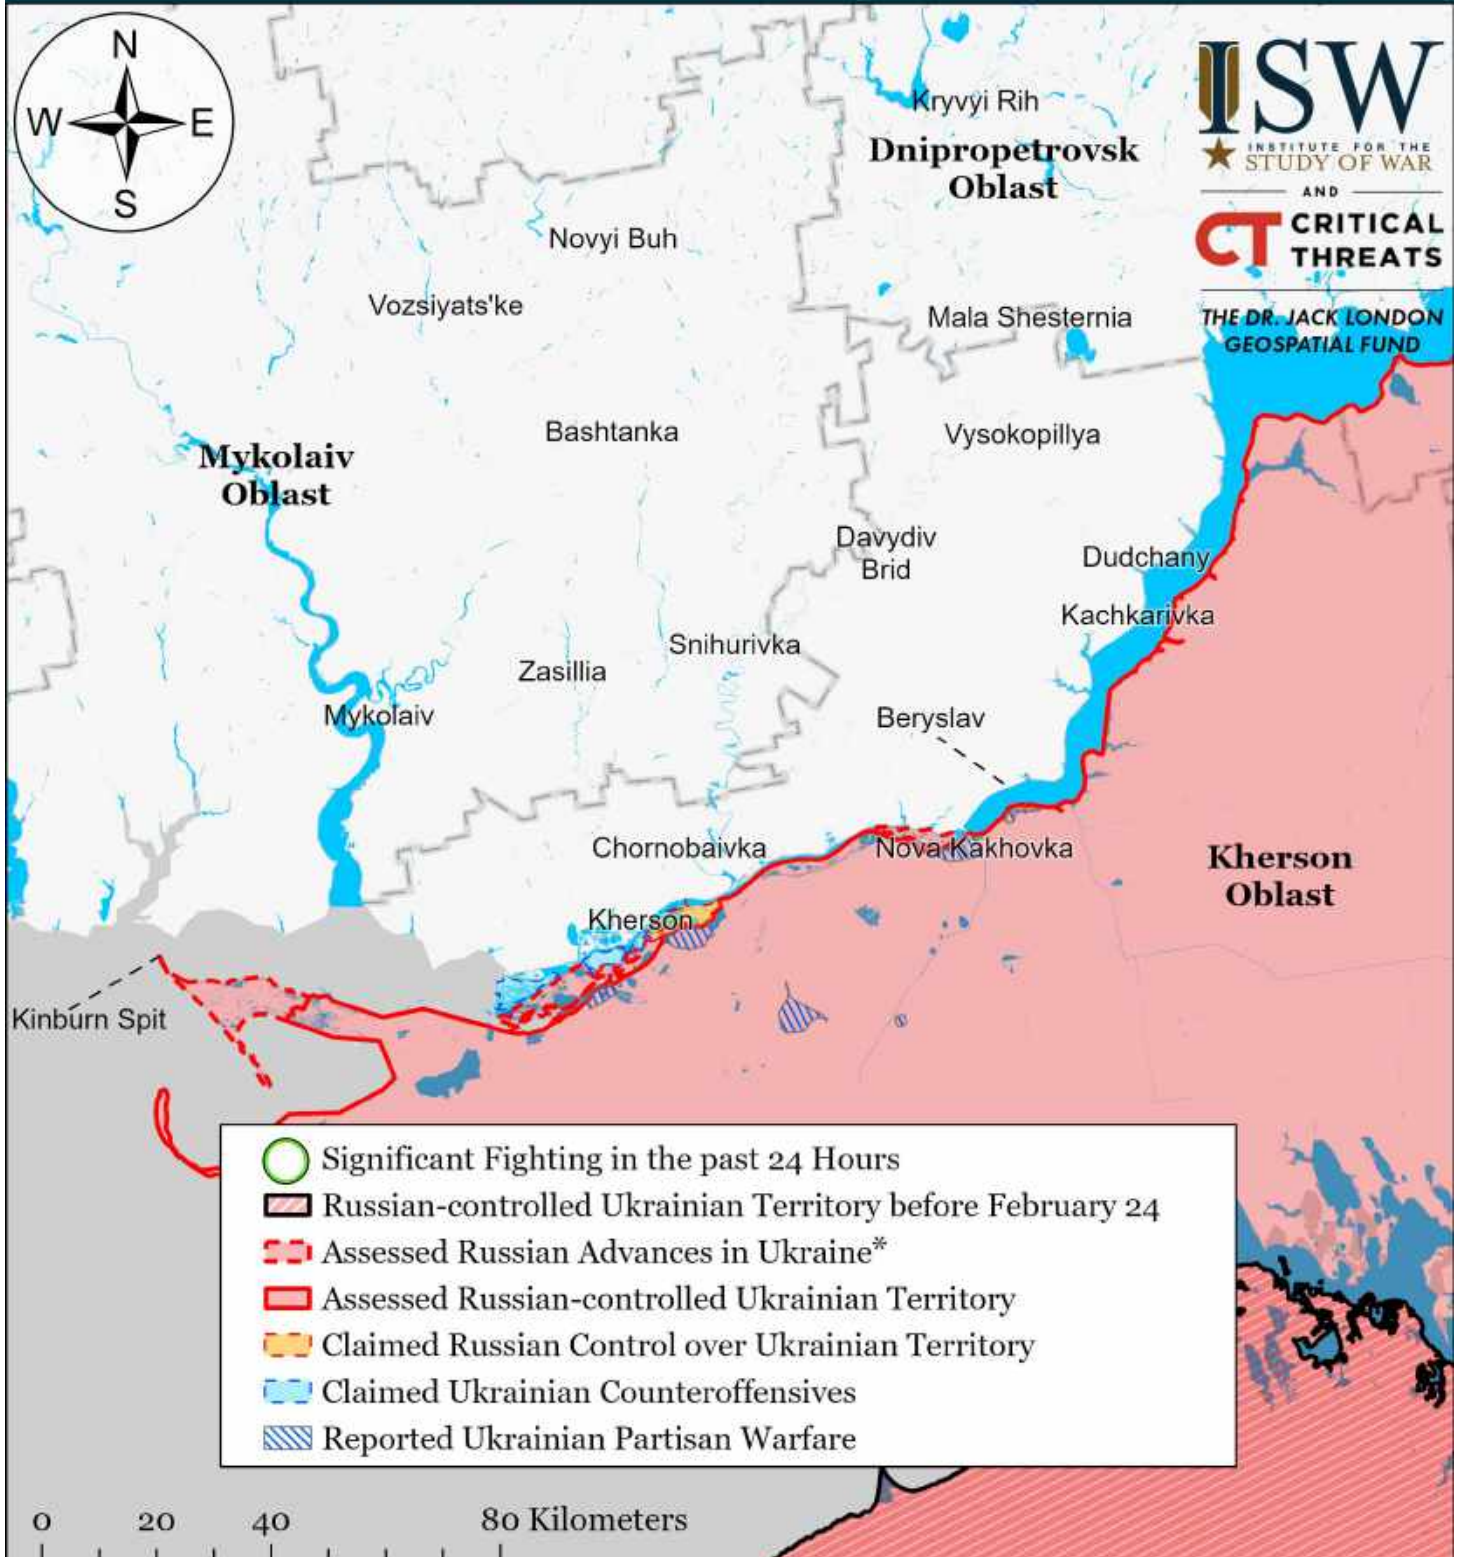 N
W
E
S
Kryvyi Rih
Dnipropetrovsk
Oblast
ISW
INSTITUTE FOR THE
STUDY OF WAR
AND
CT CRITICAL
THREATS
THE DR. JACK LONDON
GEOSPATIAL FUND
Novyi Buh
Vozsiyats'ke
Mala Shesternia
Bashtanka
Vysokopillya
Mykolaiv
Oblast
Davydiv
Brid
Dudchany
Kachkarivka
Snihurivka
Zasillia
Mykolaiv
Beryslav
Chornobaivka
Nova Kakhovka
Kherson
Oblast
Kherson
Kinburn Spit
Significant Fighting in the past 24 Hours
Russian-controlled Ukrainian Territory before February 24
Assessed Russian Advances in Ukraine*
Assessed Russian-controlled Ukrainian Territory
Claimed Russian Control over Ukrainian Territory
Claimed Ukrainian Counteroffensives
Reported Ukrainian Partisan Warfare
0 20 40 80 Kilometers